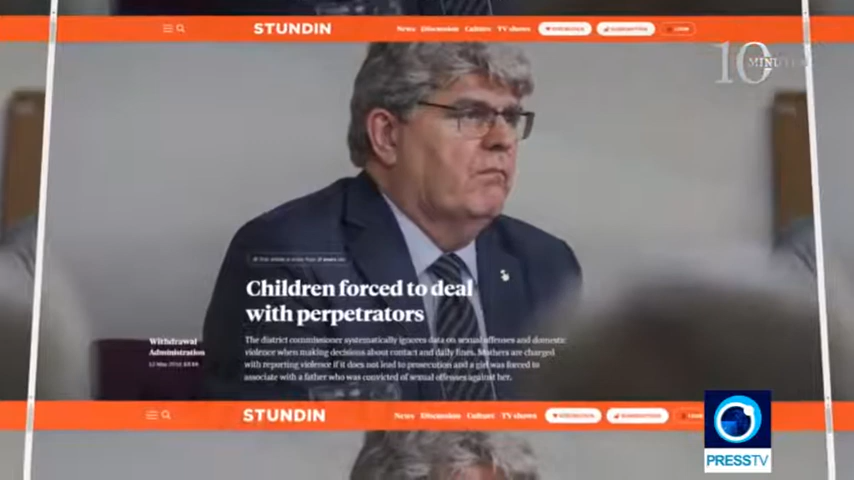 STUNDIN
News Discussion Culture TV shows
10
MINUTES
Children forced to deal
with perpetrators
Withdrawal
Administration
The district commissioner systematically ignores data on sexual offenses and domestic
violence when making decisions about contact and daily fines. Mothers are charged
with reporting violence if it does not lead to prosecution and a girl was forced to
associate with a father who was convicted of sexual offenses against her.
STUNDIN
News Discussion Culture TV shows
PRESSTV